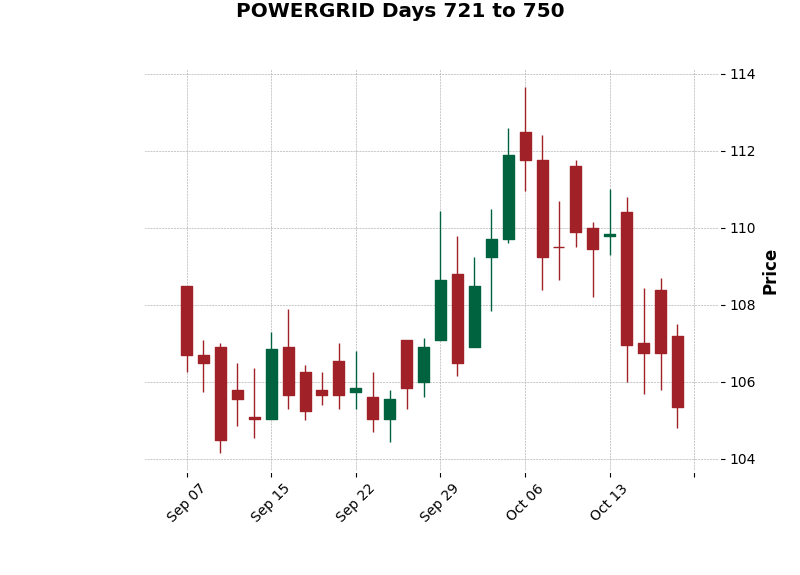 POWERGRID Days 721 to 750
114
112
110
108
106
104
Price
Sep 07
Sep 15
Sep 22
Sep 29
Oct 06
Oct 13